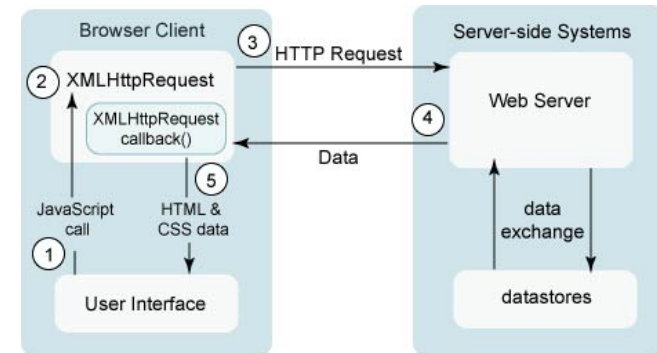 Browser Client
Server-side Systems
3
HTTP Request
2
XMLHttpRequest
Web Server
XMLHttpRequest
callback()
4
Data
5
JavaScript
call
HTML &
CSS data
data
exchange
1
User Interface
datastores